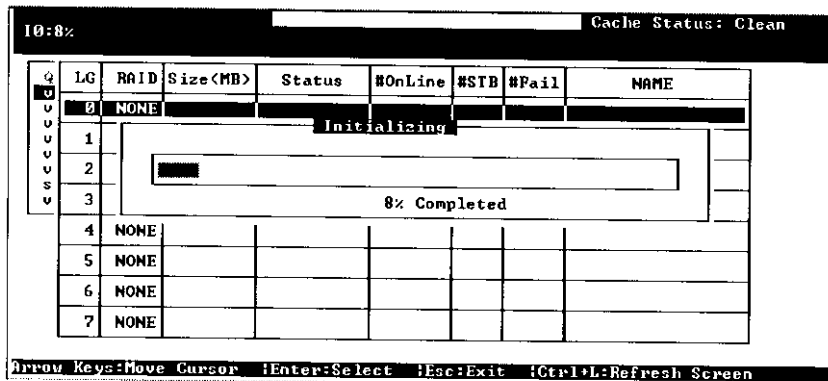 Cache Status: Clean
I0:8%
Q LG RAID Size(MB) Status #OnLine #STB #Fail NAME
v
v 0 NONE
v Initializing
v 1
v 2
s
v 3
8% Completed
4 NONE
5 NONE
6 NONE
7 NONE
Arrow Keys:Move Cursor |Enter:Select |Esc:Exit |Ctrl+L:Refresh Screen